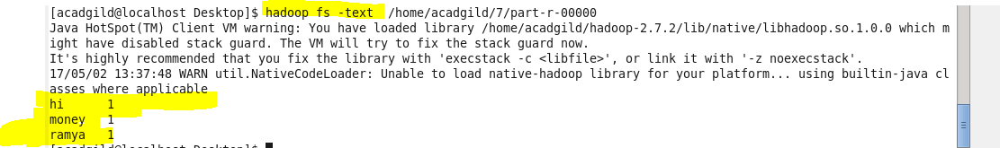 [acadgild@localhost Desktop]$ hadoop fs -text /home/acadgild/7/part-r-00000
Java HotSpot(TM) Client VM warning: You have loaded library /home/acadgild/hadoop-2.7.2/lib/native/libhadoop.so.1.0.0 which m
ight have disabled stack guard. The VM will try to fix the stack guard now.
It's highly recommended that you fix the library with 'execstack -c <libfile>', or link it with '-z noexecstack'.
17/05/02 13:37:48 WARN util.NativeCodeLoader: Unable to load native-hadoop library for your platform... using builtin-java cl
asses where applicable
hi 1
money 1
ramya 1
[acadgild@localhost Desktop]$